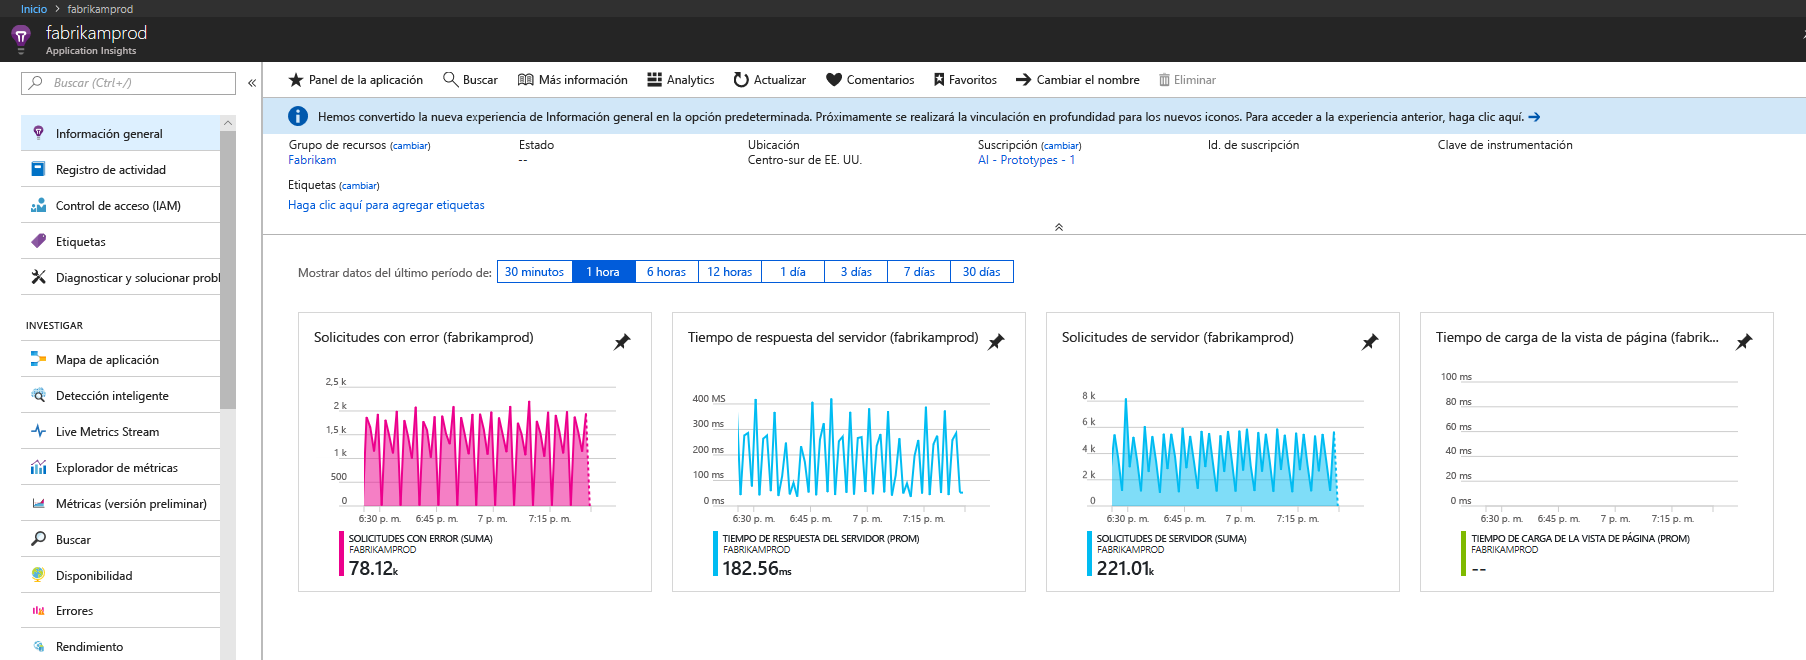 Inicio > fabrikamprod
fabrikamprod
Application Insights
Buscar (Ctrl+/)
«
Información general
Registro de actividad
Control de acceso (IAM)
Etiquetas
Diagnosticar y solucionar probl
INVESTIGAR
Mapa de aplicación
Detección inteligente
Live Metrics Stream
Explorador de métricas
Métricas (versión preliminar)
Buscar
Disponibilidad
Errores
Rendimiento
Panel de la aplicación Buscar Más información Analytics Actualizar Comentarios Favoritos Cambiar el nombre Eliminar
Hemos convertido la nueva experiencia de Información general en la opción predeterminada. Próximamente se realizará la vinculación en profundidad para los nuevos iconos. Para acceder a la experiencia anterior, haga clic aquí. →
Grupo de recursos (cambiar)
Fabrikam
Estado
--
Ubicación
Centro-sur de EE. UU.
Suscripción (cambiar)
AI - Prototypes - 1
Id. de suscripción
Clave de instrumentación
Etiquetas (cambiar)
Haga clic aquí para agregar etiquetas
Mostrar datos del último período de: 30 minutos 1 hora 6 horas 12 horas 1 día 3 días 7 días 30 días
Solicitudes con error (fabrikamprod)
2,5 k
2 k
1,5 k
1 k
500
0
6:30 p. m. 6:45 p. m. 7 p. m. 7:15 p. m.
SOLICITUDES CON ERROR (SUMA)
FABRIKAMPROD
78.12k
Tiempo de respuesta del servidor (fabrikamprod)
400 MS
300 ms
200 ms
100 ms
0 ms
6:30 p. m. 6:45 p. m. 7 p. m. 7:15 p. m.
TIEMPO DE RESPUESTA DEL SERVIDOR (PROM)
FABRIKAMPROD
182.56ms
Solicitudes de servidor (fabrikamprod)
8 k
6 k
4 k
2 k
0
6:30 p. m. 6:45 p. m. 7 p. m. 7:15 p. m.
SOLICITUDES DE SERVIDOR (SUMA)
FABRIKAMPROD
221.01k
Tiempo de carga de la vista de página (fabrik...
100 ms
80 ms
60 ms
40 ms
20 ms
0 ms
6:30 p. m. 6:45 p. m. 7 p. m. 7:15 p. m.
TIEMPO DE CARGA DE LA VISTA DE PÁGINA (PROM)
FABRIKAMPROD
--